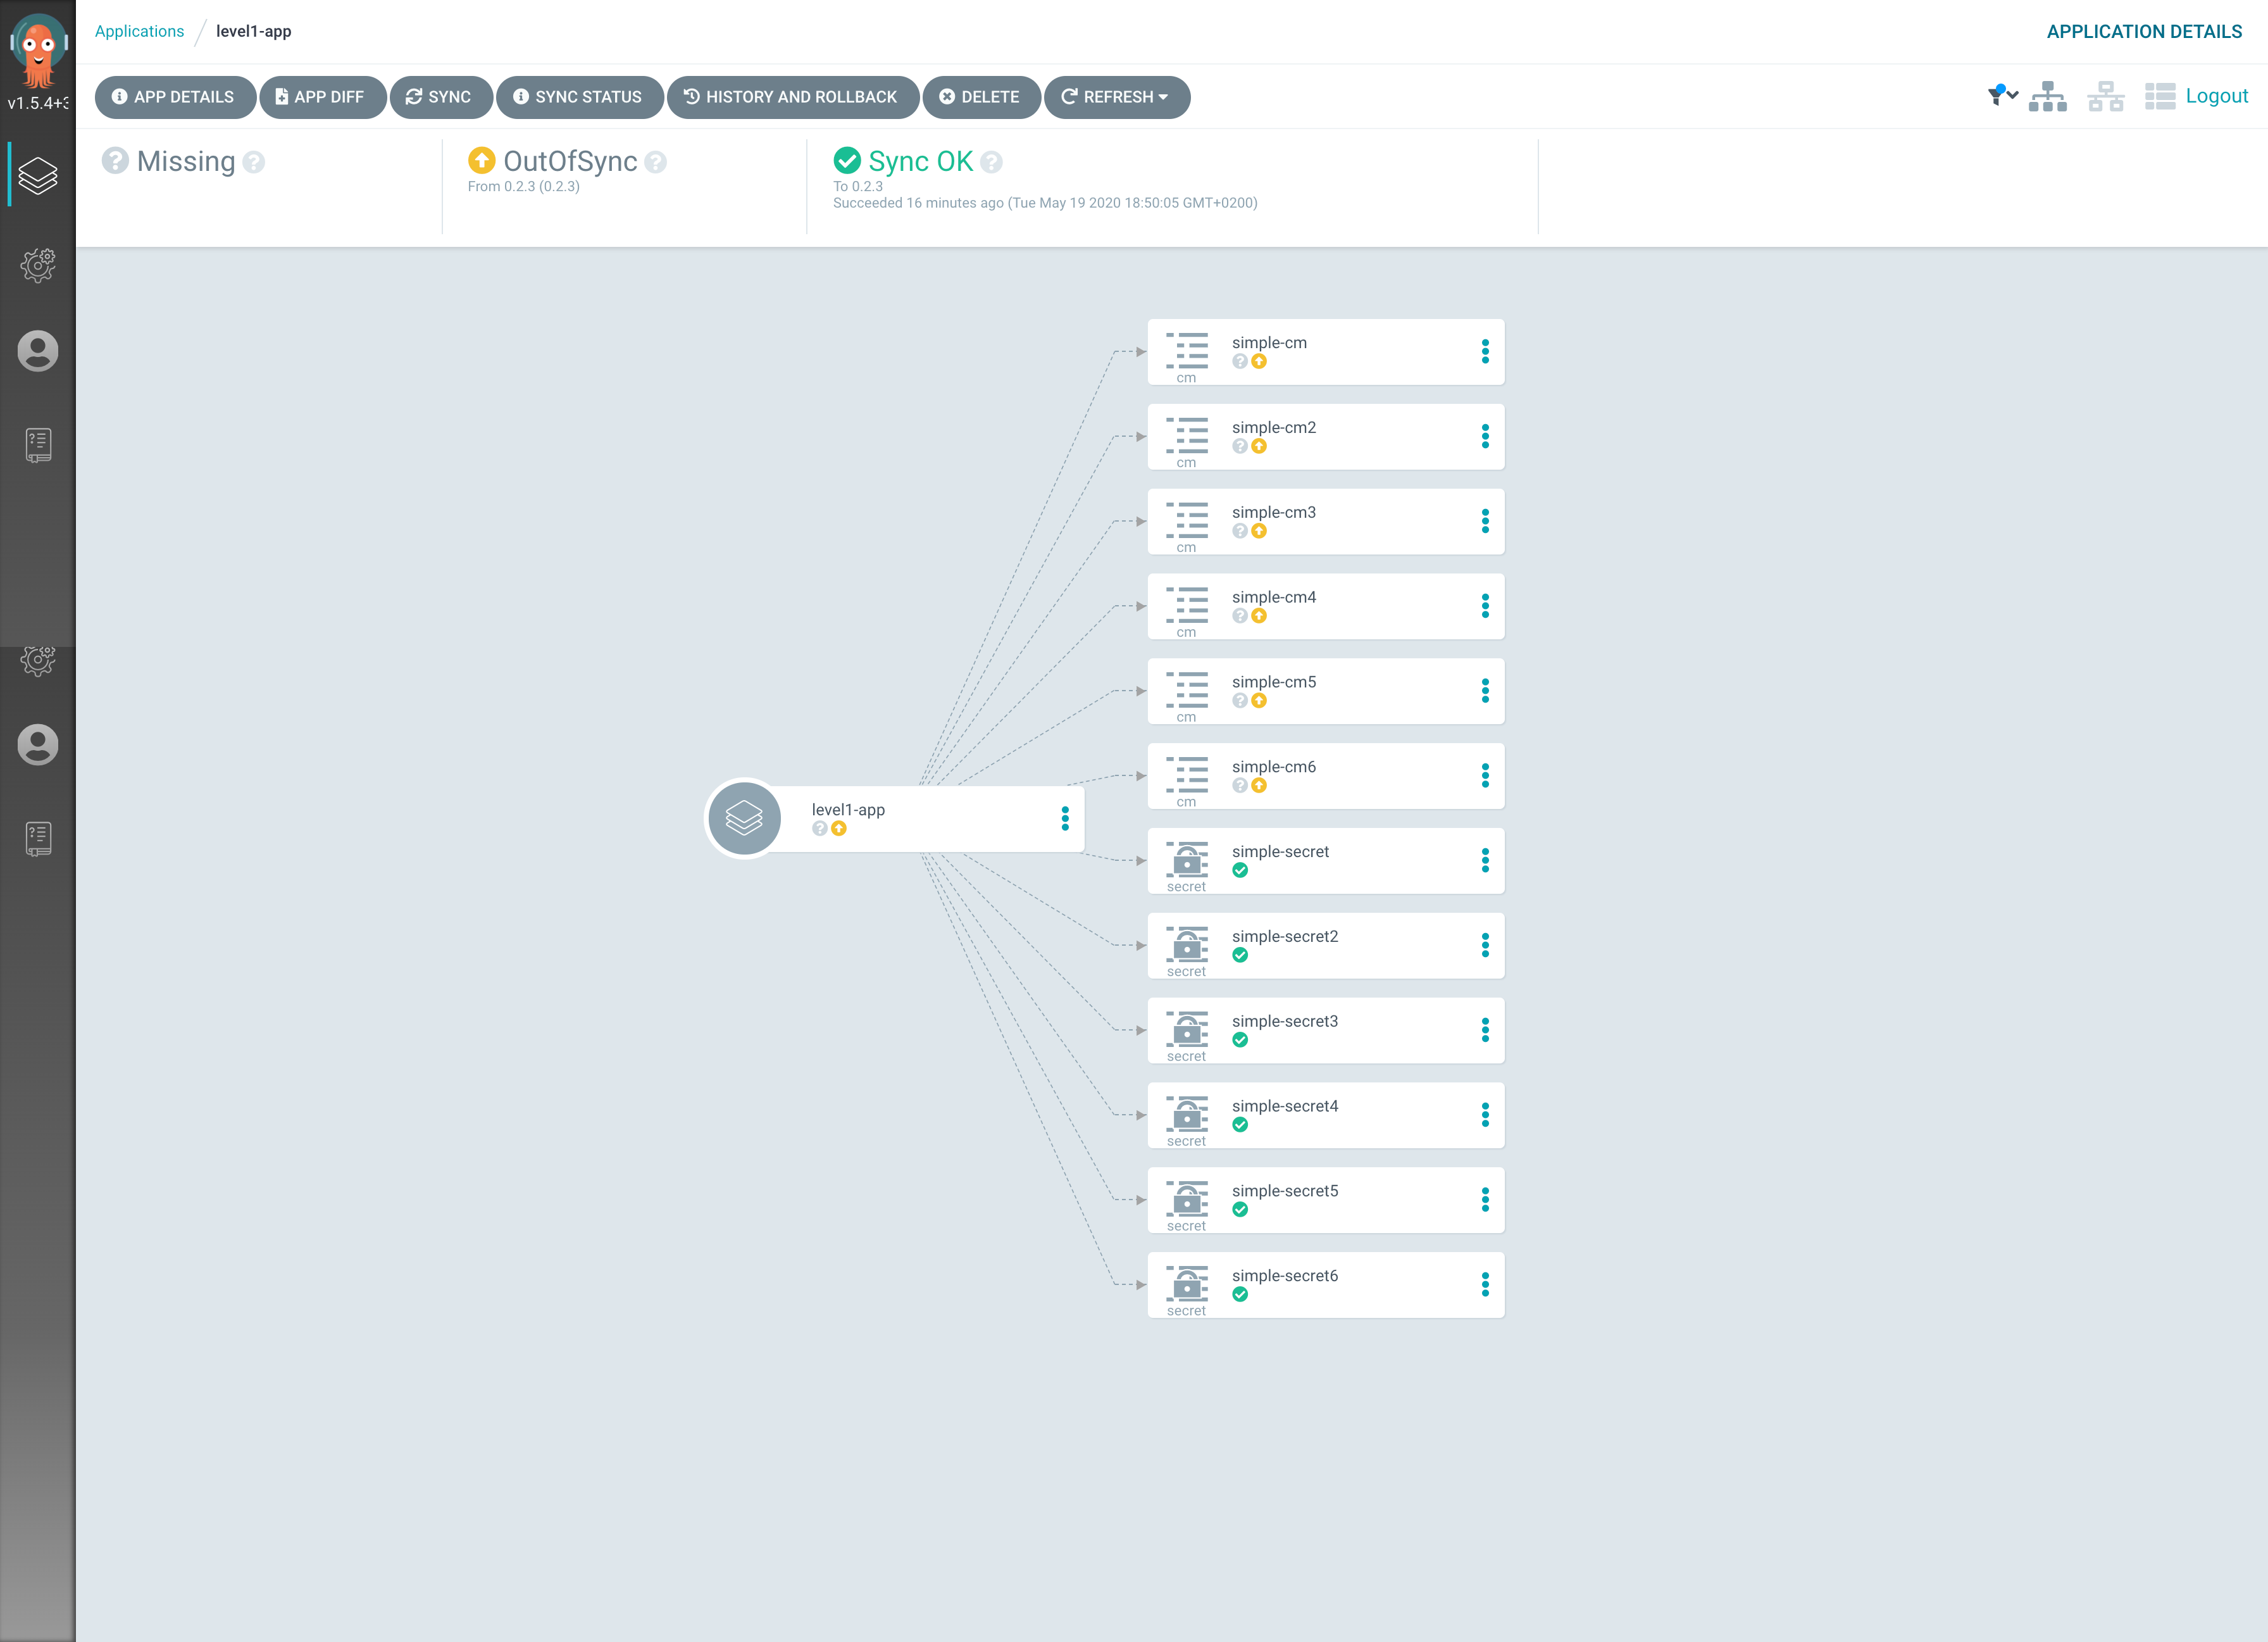 Applications / level1-app
APPLICATION DETAILS
v1.5.4+3
APP DETAILS
APP DIFF
SYNC
SYNC STATUS
HISTORY AND ROLLBACK
DELETE
REFRESH
Logout
Missing
OutOfSync
From 0.2.3 (0.2.3)
Sync OK
To 0.2.3
Succeeded 16 minutes ago (Tue May 19 2020 18:50:05 GMT+0200)
level1-app
simple-cm
cm
simple-cm2
cm
simple-cm3
cm
simple-cm4
cm
simple-cm5
cm
simple-cm6
cm
simple-secret
secret
simple-secret2
secret
simple-secret3
secret
simple-secret4
secret
simple-secret5
secret
simple-secret6
secret